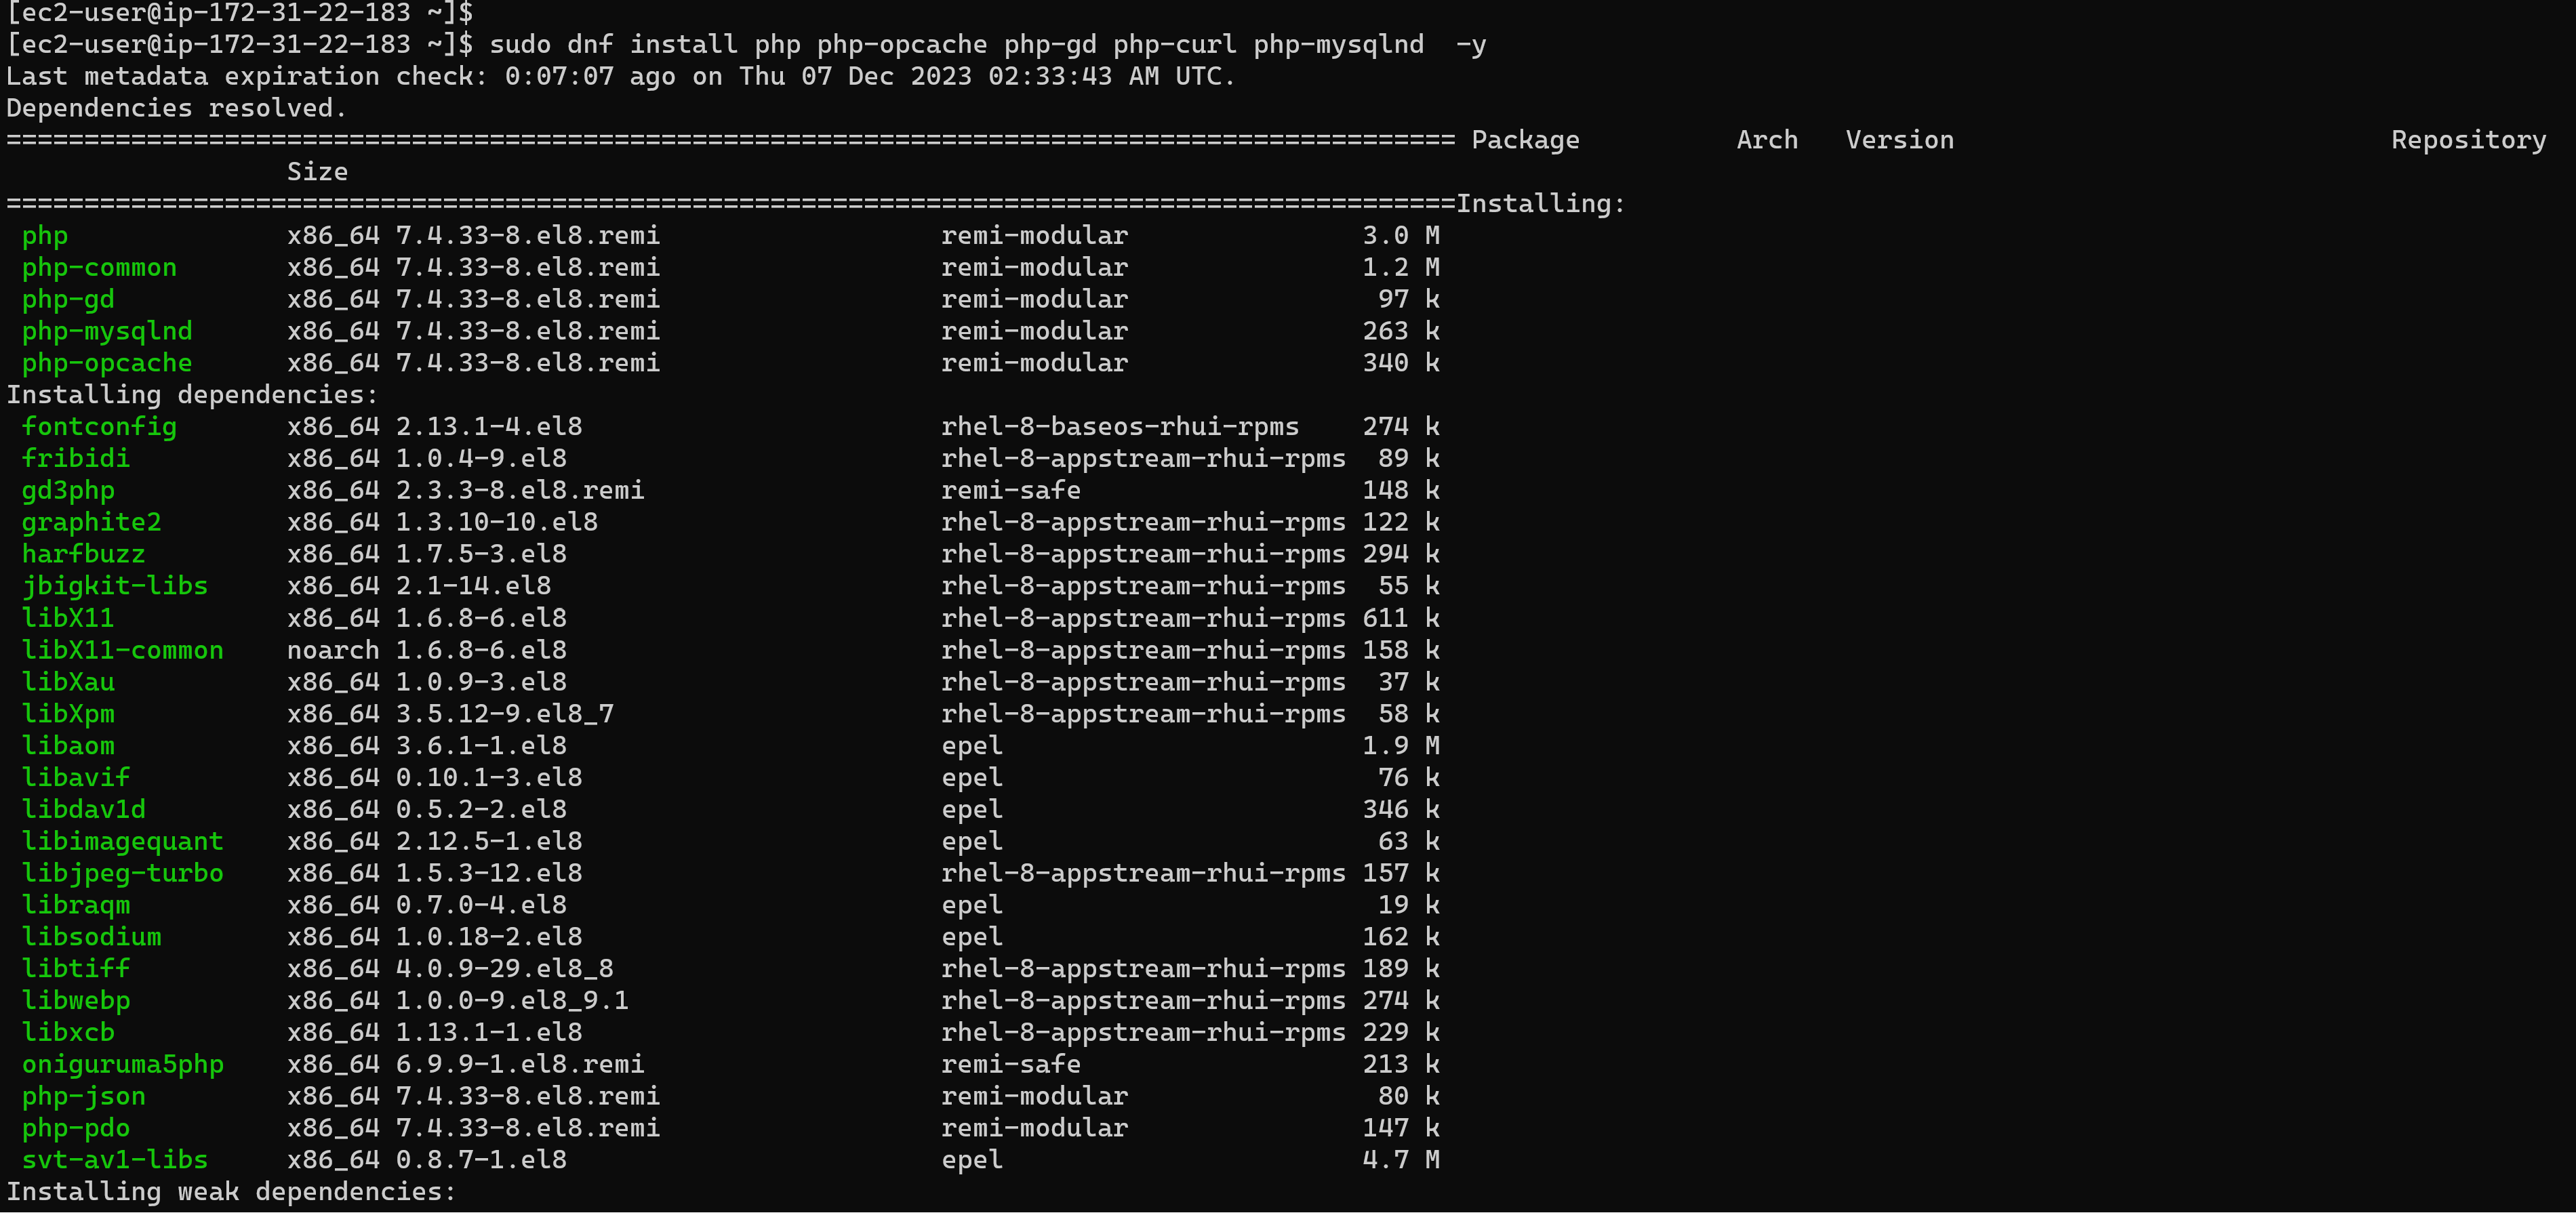 [ec2-user@ip-172-31-22-183 ~]$
[ec2-user@ip-172-31-22-183 ~]$ sudo dnf install php php-opcache php-gd php-curl php-mysqlnd  -y
Last metadata expiration check: 0:07:07 ago on Thu 07 Dec 2023 02:33:43 AM UTC.
Dependencies resolved.
============================================================================================= Package          Arch   Version                            Repository
                  Size
=============================================================================================Installing:
 php              x86_64 7.4.33-8.el8.remi                  remi-modular               3.0 M
 php-common       x86_64 7.4.33-8.el8.remi                  remi-modular               1.2 M
 php-gd           x86_64 7.4.33-8.el8.remi                  remi-modular                97 k
 php-mysqlnd      x86_64 7.4.33-8.el8.remi                  remi-modular               263 k
 php-opcache      x86_64 7.4.33-8.el8.remi                  remi-modular               340 k
Installing dependencies:
 fontconfig       x86_64 2.13.1-4.el8                       rhel-8-baseos-rhui-rpms    274 k
 fribidi          x86_64 1.0.4-9.el8                        rhel-8-appstream-rhui-rpms  89 k
 gd3php           x86_64 2.3.3-8.el8.remi                   remi-safe                  148 k
 graphite2        x86_64 1.3.10-10.el8                      rhel-8-appstream-rhui-rpms 122 k
 harfbuzz         x86_64 1.7.5-3.el8                        rhel-8-appstream-rhui-rpms 294 k
 jbigkit-libs     x86_64 2.1-14.el8                         rhel-8-appstream-rhui-rpms  55 k
 libX11           x86_64 1.6.8-6.el8                        rhel-8-appstream-rhui-rpms 611 k
 libX11-common    noarch 1.6.8-6.el8                        rhel-8-appstream-rhui-rpms 158 k
 libXau           x86_64 1.0.9-3.el8                        rhel-8-appstream-rhui-rpms  37 k
 libXpm           x86_64 3.5.12-9.el8_7                     rhel-8-appstream-rhui-rpms  58 k
 libaom           x86_64 3.6.1-1.el8                        epel                       1.9 M
 libavif          x86_64 0.10.1-3.el8                       epel                        76 k
 libdav1d         x86_64 0.5.2-2.el8                        epel                       346 k
 libimagequant    x86_64 2.12.5-1.el8                       epel                        63 k
 libjpeg-turbo    x86_64 1.5.3-12.el8                       rhel-8-appstream-rhui-rpms 157 k
 libraqm          x86_64 0.7.0-4.el8                        epel                        19 k
 libsodium        x86_64 1.0.18-2.el8                       epel                       162 k
 libtiff          x86_64 4.0.9-29.el8_8                     rhel-8-appstream-rhui-rpms 189 k
 libwebp          x86_64 1.0.0-9.el8_9.1                    rhel-8-appstream-rhui-rpms 274 k
 libxcb           x86_64 1.13.1-1.el8                       rhel-8-appstream-rhui-rpms 229 k
 oniguruma5php    x86_64 6.9.9-1.el8.remi                   remi-safe                  213 k
 php-json         x86_64 7.4.33-8.el8.remi                  remi-modular                80 k
 php-pdo          x86_64 7.4.33-8.el8.remi                  remi-modular               147 k
 svt-av1-libs     x86_64 0.8.7-1.el8                        epel                       4.7 M
Installing weak dependencies: